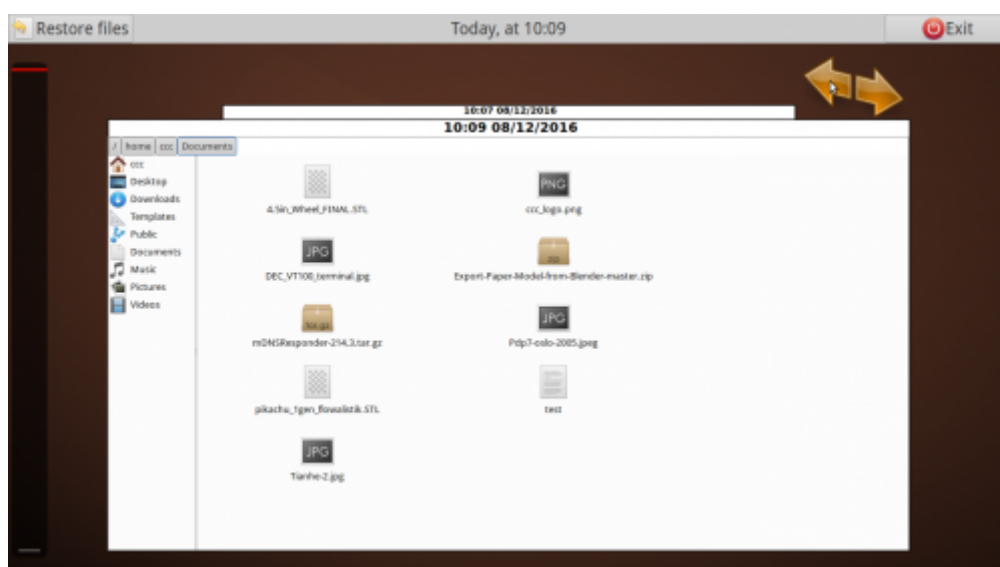 Restore files
Today, at 10:09
Exit
10:07 08/12/2016
10:09 08/12/2016
/ home ccc Documents
ccc
Desktop
Downloads
Templates
Public
Documents
Music
Pictures
Videos
4.5in_Wheel_FINAL.STL
PNG
ccc_logo.png
JPG
DEC_VT100_terminal.jpg
zip
Export-Paper-Model-from-Blender-master.zip
tar.gz
mDNSResponder-214.3.tar.gz
JPG
Pdp7-oslo-2005.jpeg
pikachu_1gen_flowalistik.STL
test
JPG
Tianhe-2.jpg